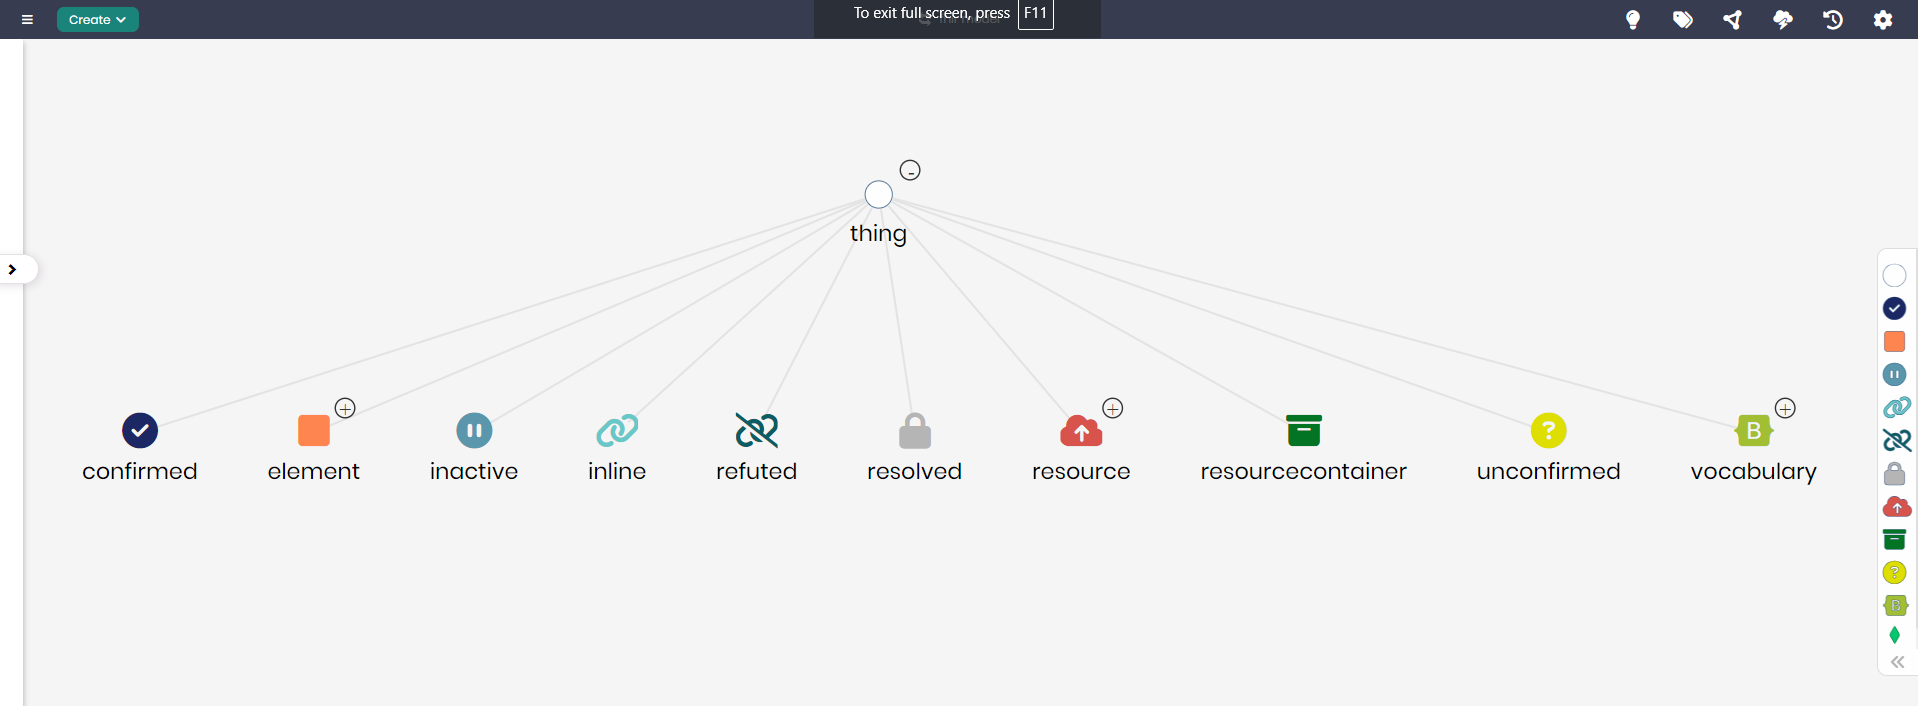 Create
To exit full screen, press F11
thing
confirmed
element
inactive
inline
refuted
resolved
resource
resourcecontainer
unconfirmed
B
vocabulary
B